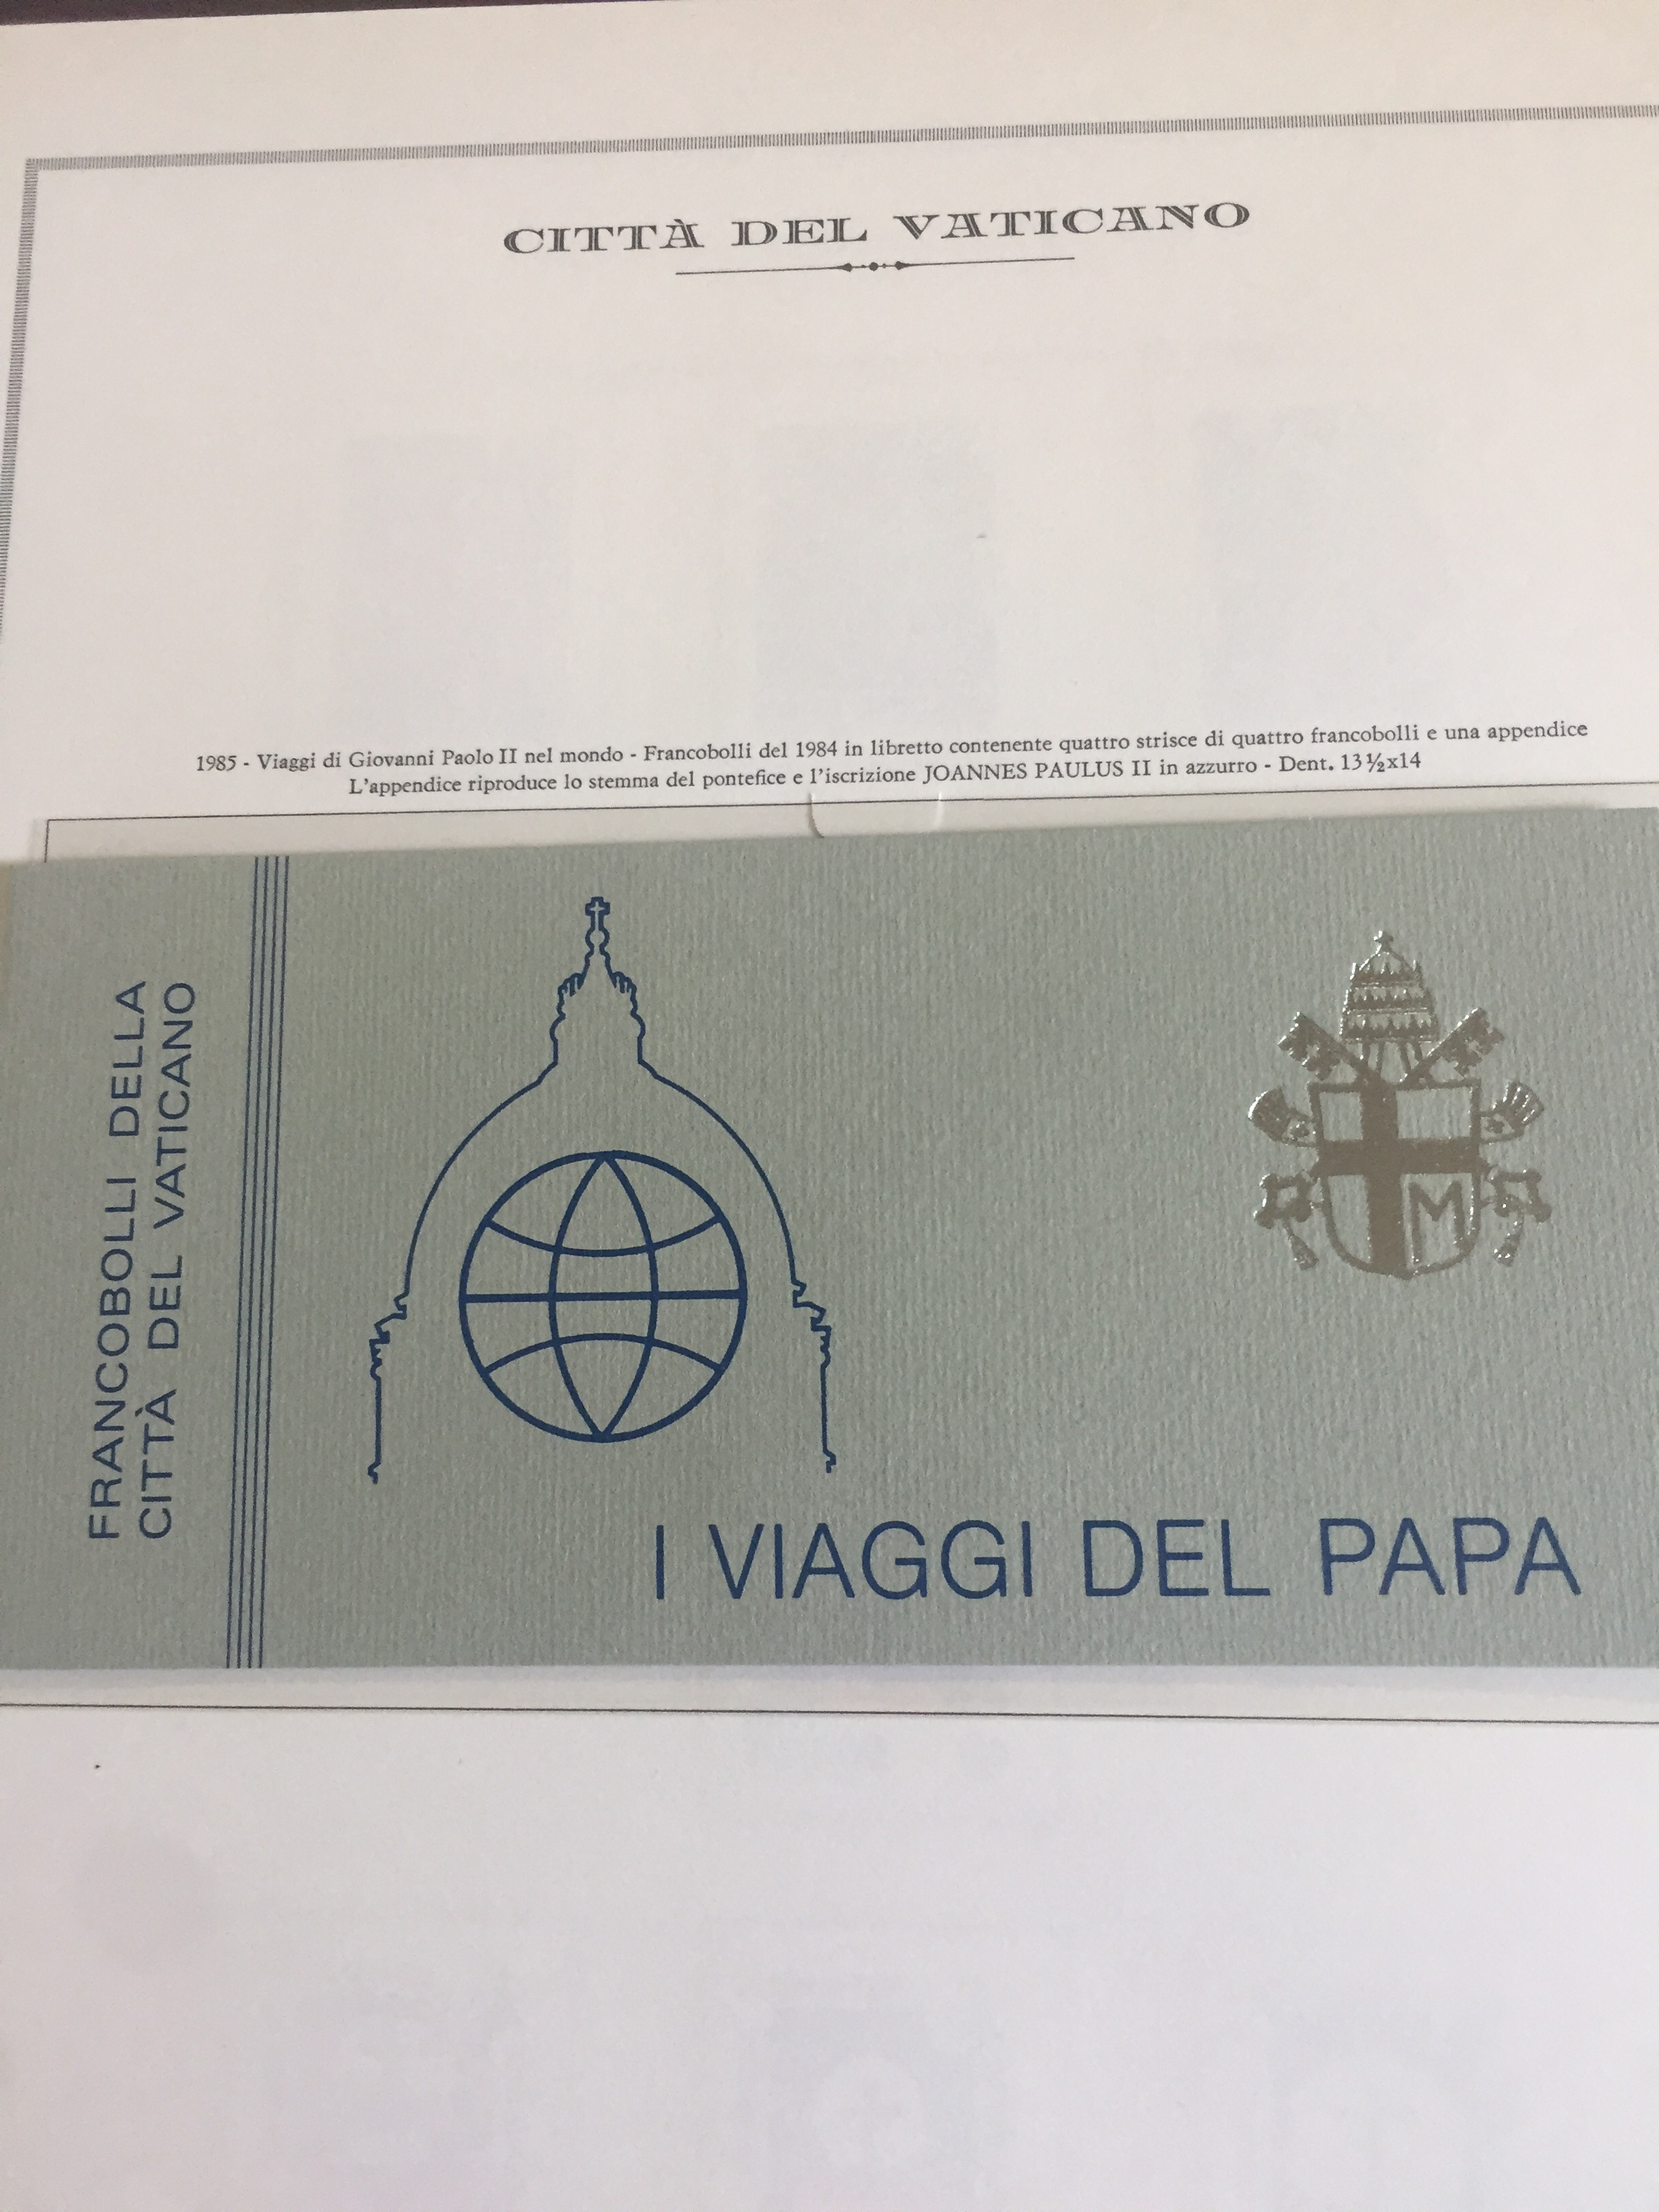 CITTÀ DEL VATICANO
1985 - Viaggi di Giovanni Paolo II nel mondo - Francobolli del 1984 in libretto contenente quattro strisce di quattro francobolli e una appendice
L'appendice riproduce lo stemma del pontefice e l'iscrizione JOANNES PAULUS II in azzurro - Dent. 13½x14
FRANCOBOLLI DELLA
CITTÀ DEL VATICANO
M
I VIAGGI DEL PAPA